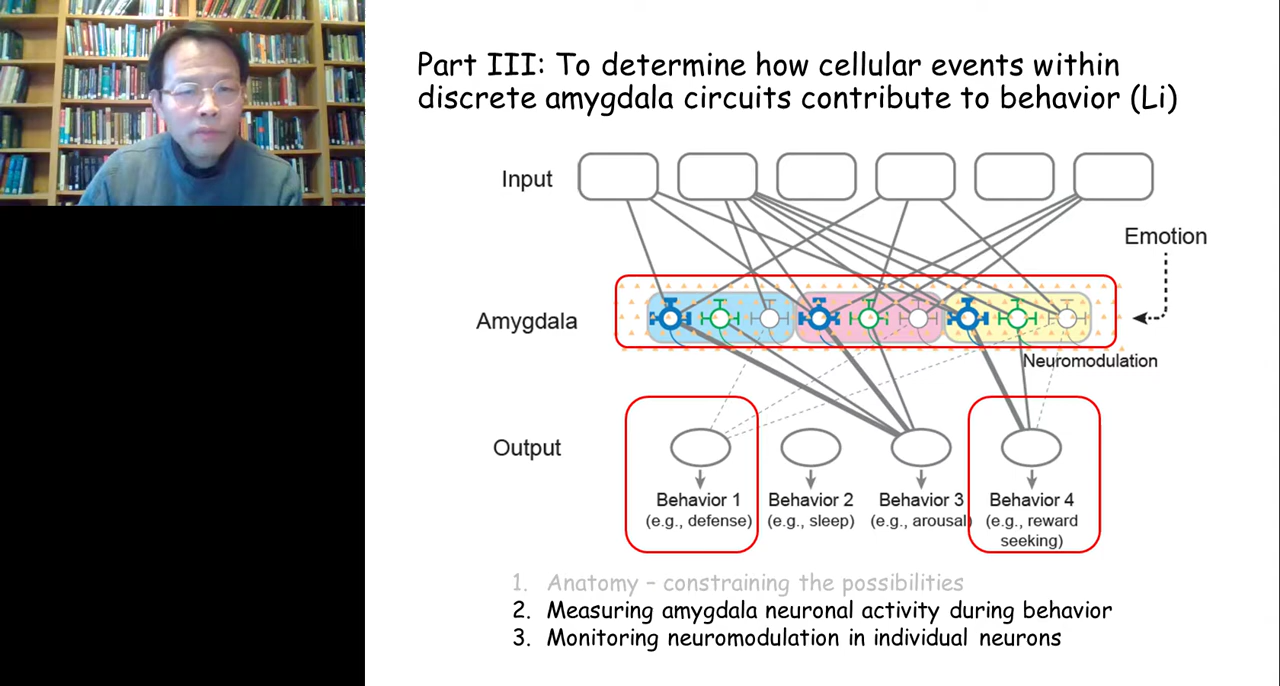 Part III: To determine how cellular events within
discrete amygdala circuits contribute to behavior (Li)
Input
Emotion
Amygdala
Neuromodulation
Output
Behavior 1
(e.g., defense)
Behavior 2
(e.g., sleep)
Behavior 3
(e.g., arousal)
Behavior 4
(e.g., reward
seeking)
1. Anatomy – constraining the possibilities
2. Measuring amygdala neuronal activity during behavior
3. Monitoring neuromodulation in individual neurons